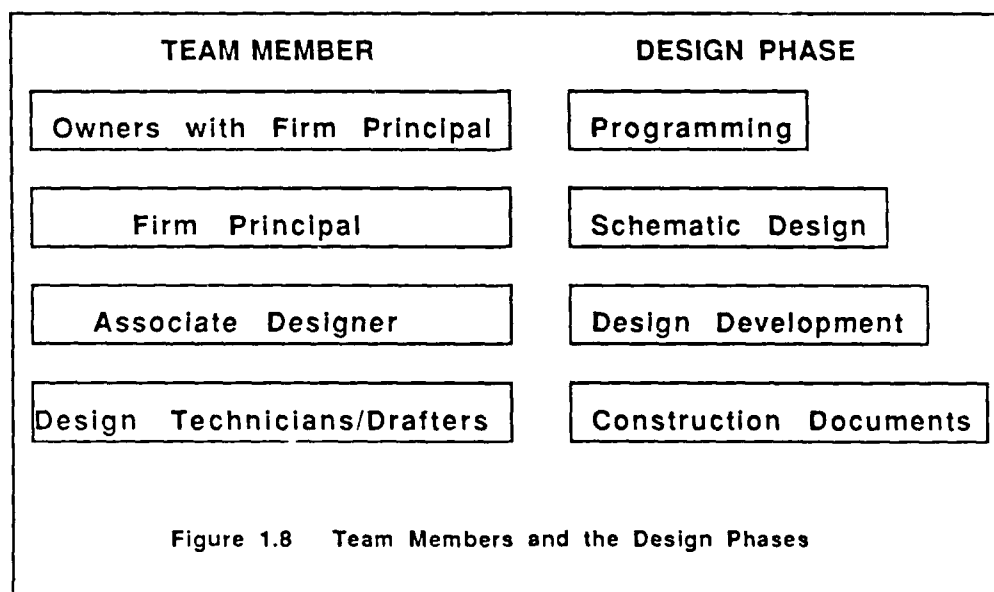 TEAM MEMBER DESIGN PHASE
Owners with Firm Principal Programming
Firm Principal Schematic Design
Associate Designer Design Development
Design Technicians/Drafters Construction Documents
Figure 1.8 Team Members and the Design Phases